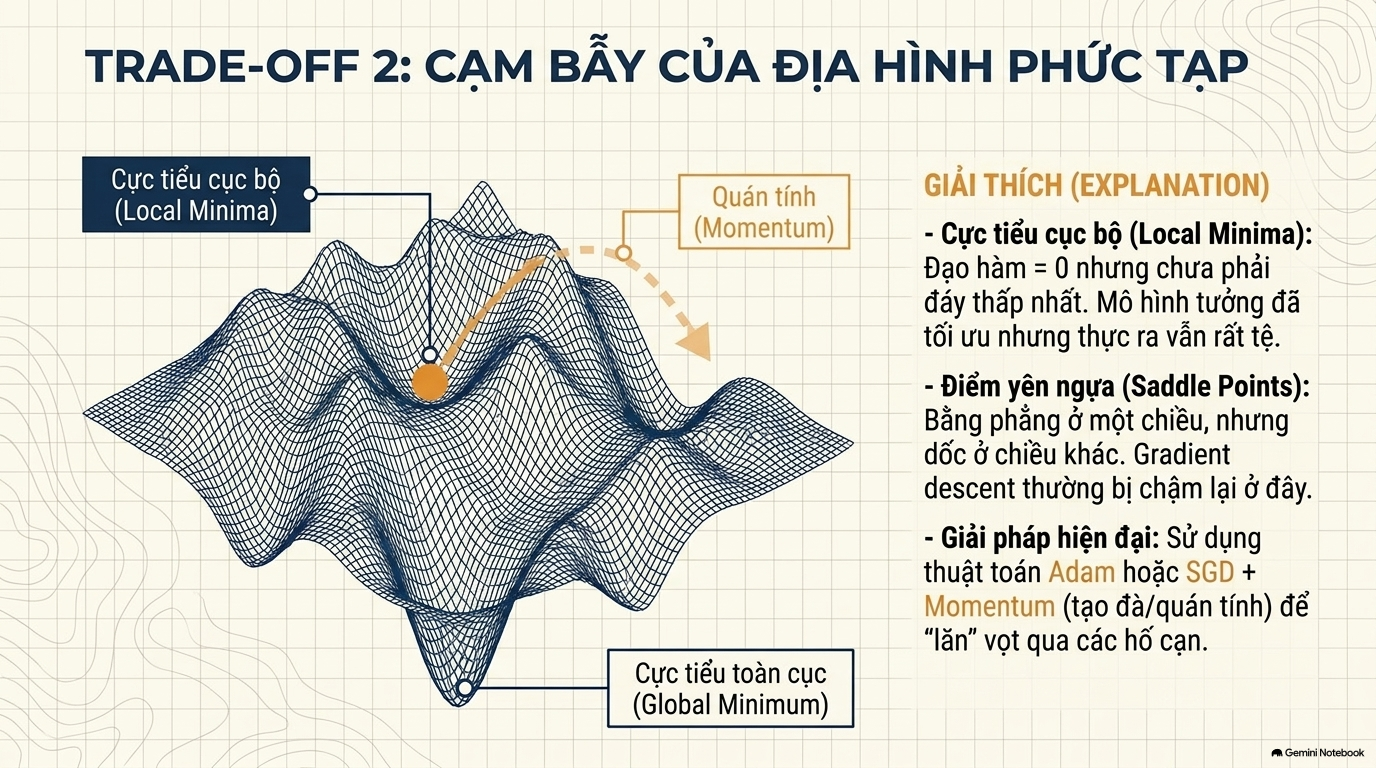 TRADE-OFF 2: CẠM BẪY CỦA ĐỊA HÌNH PHỨC TẠP
Cực tiểu cục bộ
(Local Minima)
Quán tính
(Momentum)
Cực tiểu toàn cục
(Global Minimum)
GIẢI THÍCH (EXPLANATION)
- Cực tiểu cục bộ (Local Minima):
Đạo hàm = 0 nhưng chưa phải
đáy thấp nhất. Mô hình tưởng đã
tối ưu nhưng thực ra vẫn rất tệ.
- Điểm yên ngựa (Saddle Points):
Bằng phẳng ở một chiều, nhưng
dốc ở chiều khác. Gradient
descent thường bị chậm lại ở đây.
- Giải pháp hiện đại: Sử dụng
thuật toán Adam hoặc SGD +
Momentum (tạo đà/quán tính) để
“lăn” vọt qua các hố cạn.
Gemini Notebook